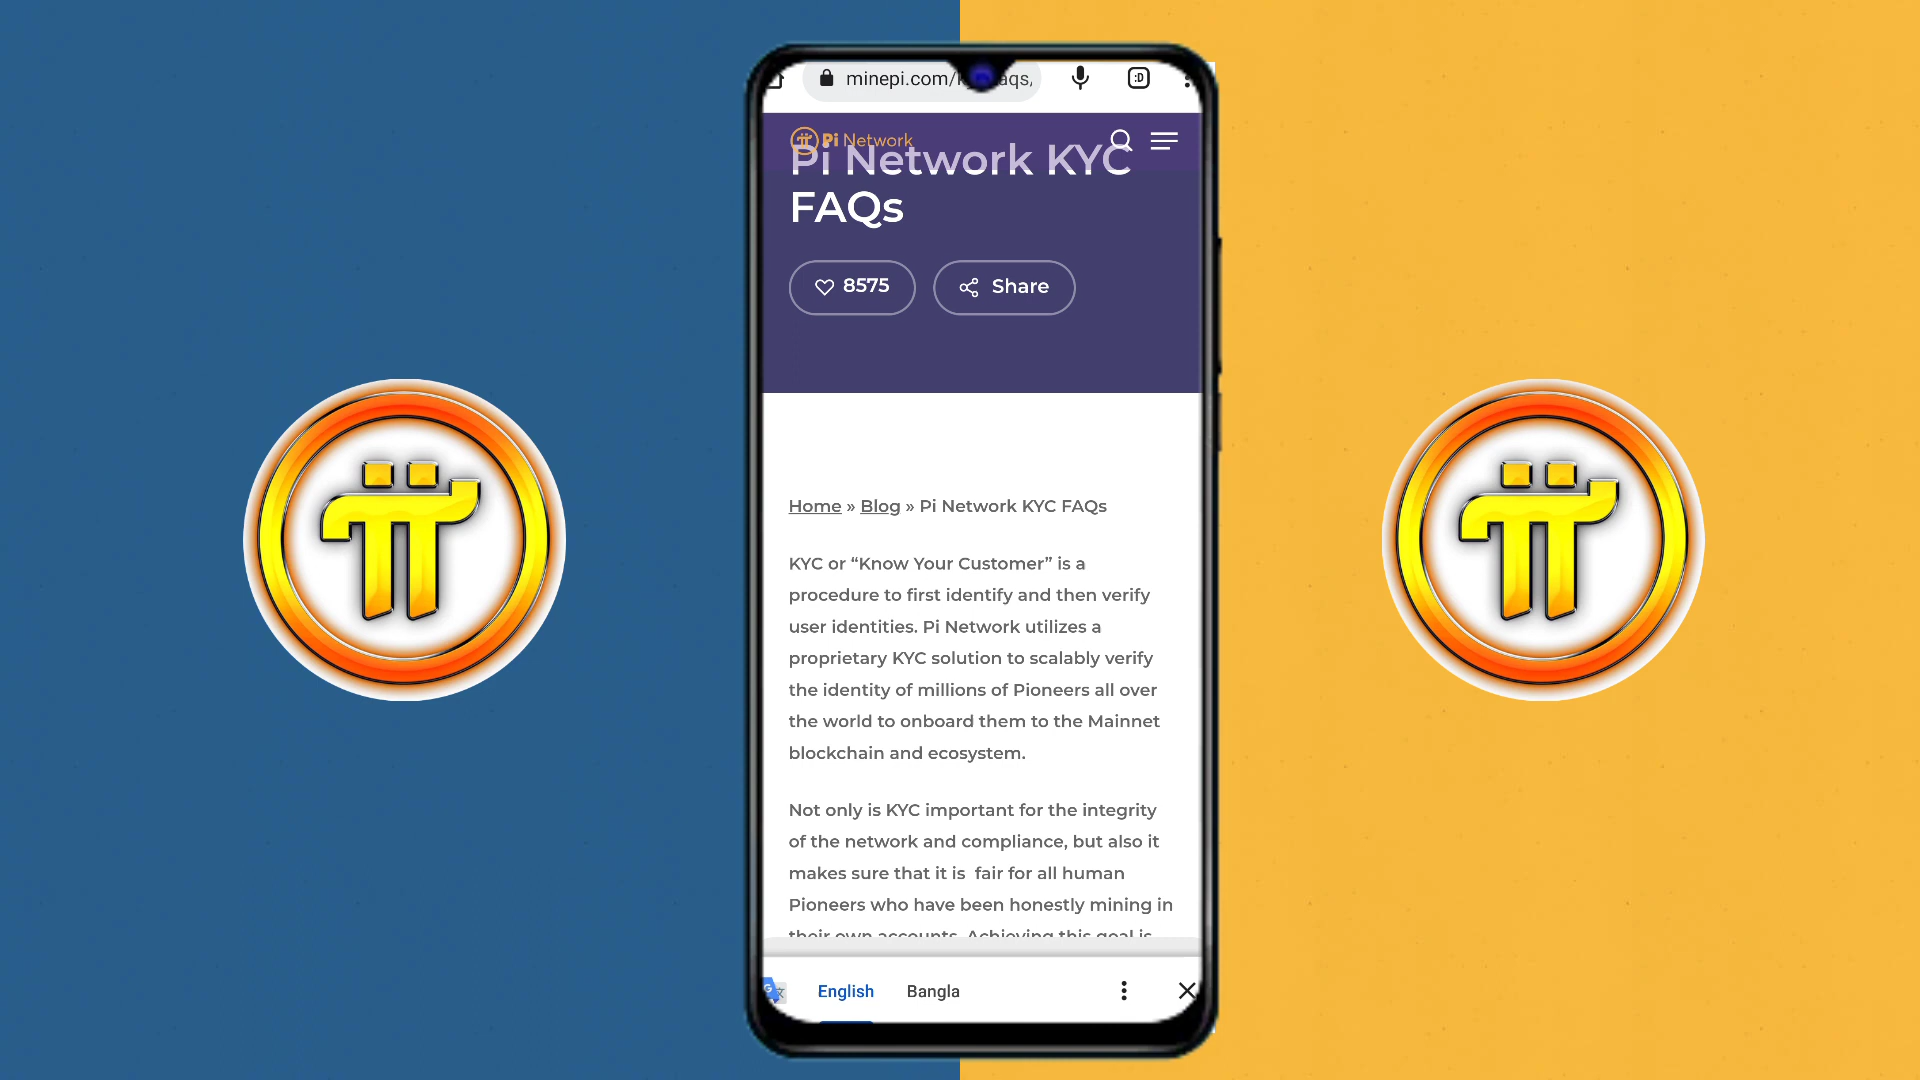 minepi.com/
aqs,
:D
Pi Network
Pi Network KYC
FAQs
8575
Share
Home » Blog » Pi Network KYC FAQs
KYC or “Know Your Customer” is a
procedure to first identify and then verify
user identities. Pi Network utilizes a
proprietary KYC solution to scalably verify
the identity of millions of Pioneers all over
the world to onboard them to the Mainnet
blockchain and ecosystem.
Not only is KYC important for the integrity
of the network and compliance, but also it
makes sure that it is  fair for all human
Pioneers who have been honestly mining in
their own accounts. Achieving this goal is
English
Bangla